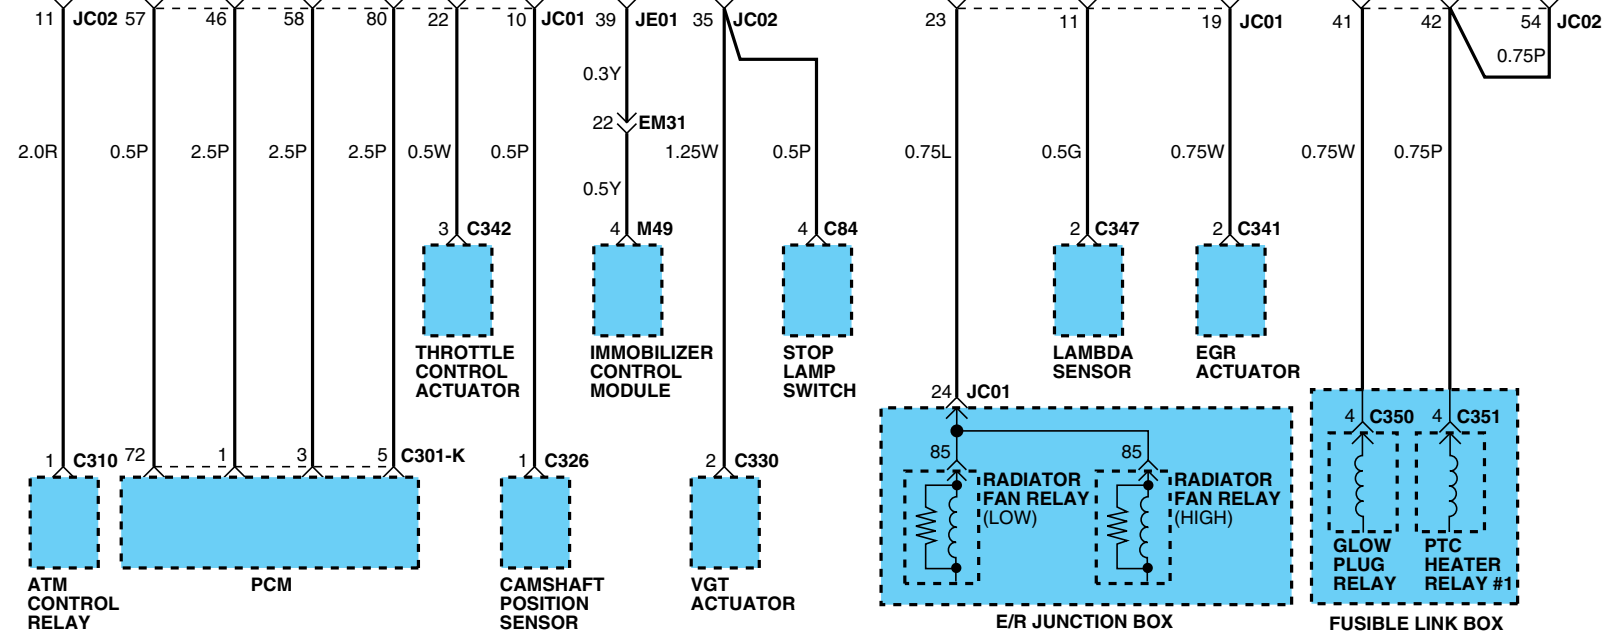 11 JC02 57 46 58 80 22 10 JC01 39 JE01 35 JC02 23 11 19 JC01 41 42 54 JC02
0.75P
0.3Y
22 EM31
2.0R 0.5P 2.5P 2.5P 2.5P 0.5W 0.5P 1.25W 0.5P 0.75L 0.5G 0.75W 0.75W 0.75P
0.5Y
3 C342 4 M49 4 C84 2 C347 2 C341
THROTTLE
CONTROL
ACTUATOR
IMMOBILIZER
CONTROL
MODULE
STOP
LAMP
SWITCH
LAMBDA
SENSOR
EGR
ACTUATOR
24 JC01
4 C350 4 C351
1 C310 72 1 3 5 C301-K 1 C326 2 C330 85 85
RADIATOR
FAN RELAY
(LOW)
RADIATOR
FAN RELAY
(HIGH)
GLOW
PLUG
RELAY
PTC
HEATER
RELAY #1
ATM
CONTROL
RELAY
PCM
CAMSHAFT
POSITION
SENSOR
VGT
ACTUATOR
E/R JUNCTION BOX
FUSIBLE LINK BOX